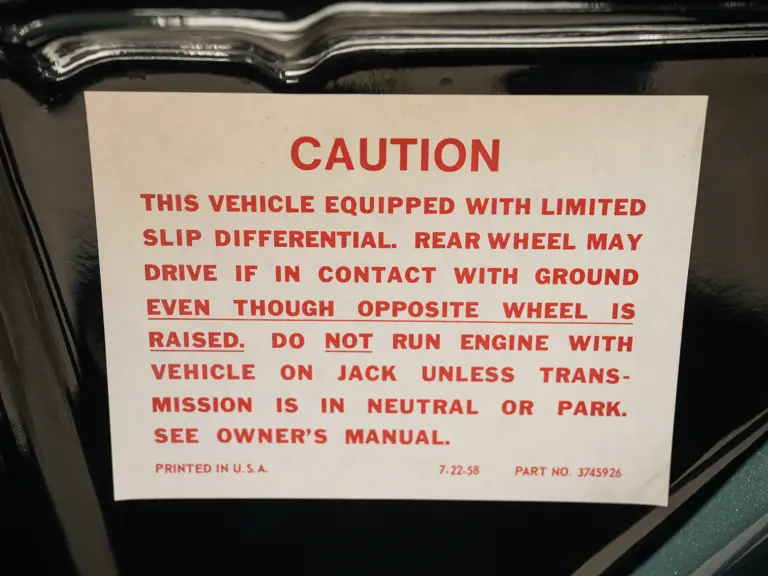 CAUTION
THIS VEHICLE EQUIPPED WITH LIMITED
SLIP DIFFERENTIAL. REAR WHEEL MAY
DRIVE IF IN CONTACT WITH GROUND
EVEN THOUGH OPPOSITE WHEEL IS
RAISED. DO NOT RUN ENGINE WITH
VEHICLE ON JACK UNLESS TRANS-
MISSION IS IN NEUTRAL OR PARK.
SEE OWNER'S MANUAL.
PRINTED IN U.S.A. 7-22-58 PART NO. 3745926